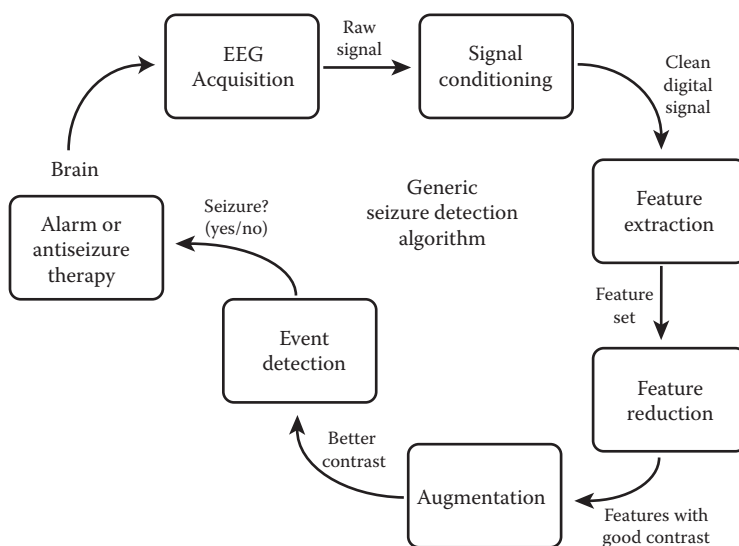 EEG
Acquisition
Raw
signal
Signal
conditioning
Clean
digital
signal
Feature
extraction
Feature
set
Feature
reduction
Features with
good contrast
Augmentation
Better
contrast
Event
detection
Seizure?
(yes/no)
Alarm or
antiseizure
therapy
Brain
Generic
seizure detection
algorithm